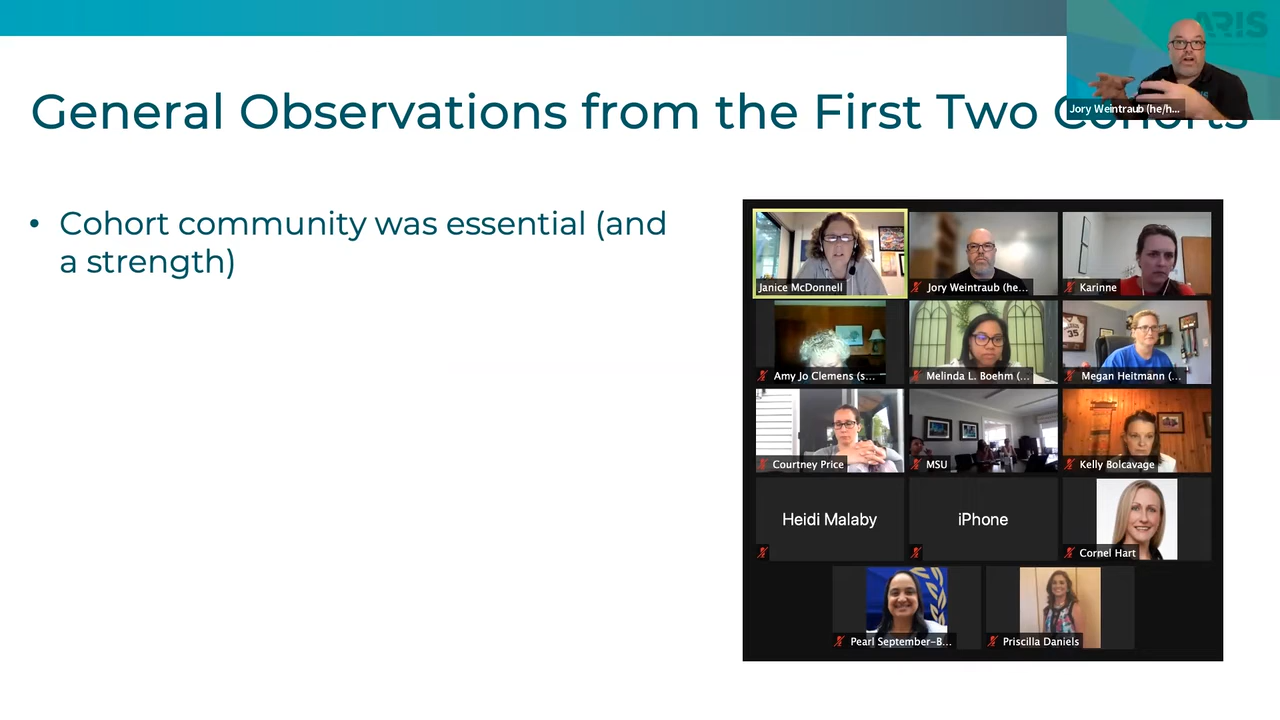 ARIS
Jory Weintraub (he/h...
General Observations from the First Two Cohorts
• Cohort community was essential (and
a strength)
Janice McDonnell
Jory Weintraub (he...
Karinne
35
Amy Jo Clemens (s...
Melinda L. Boehm (...
Megan Heitmann (...
Courtney Price
MSU
Kelly Bolcavage
Heidi Malaby
iPhone
Cornel Hart
Pearl September-B...
Priscilla Daniels